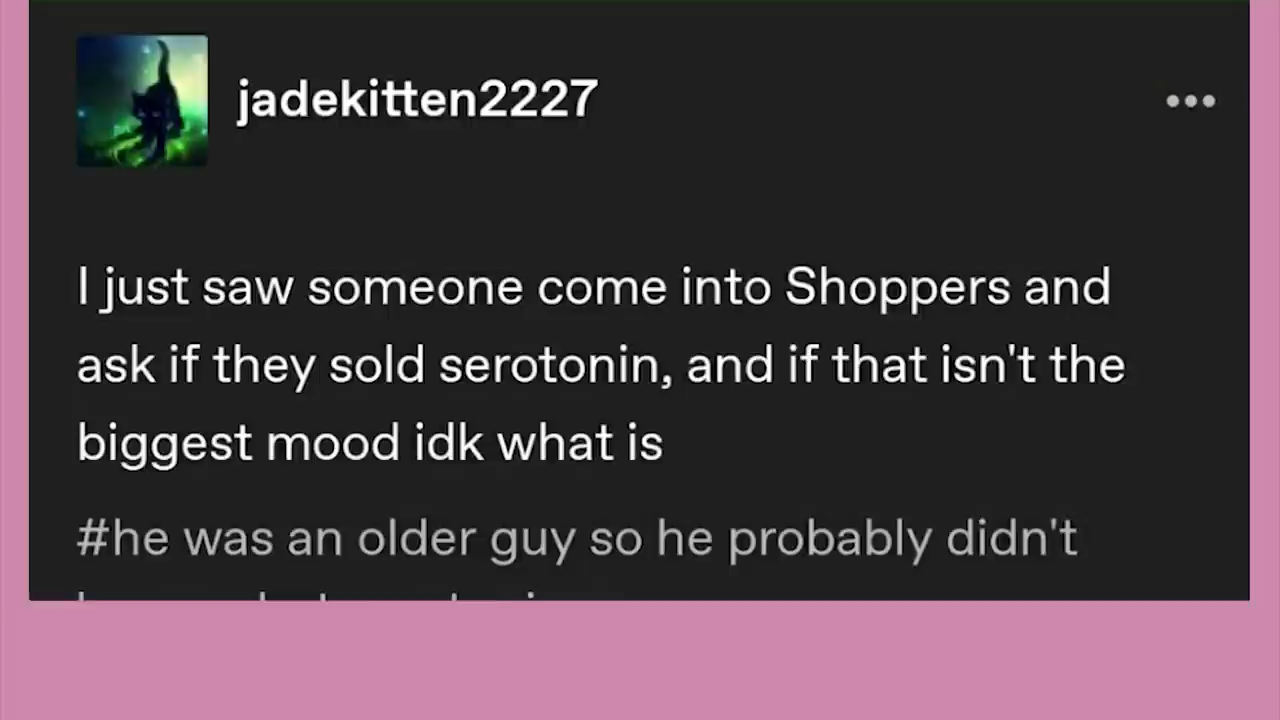 jadekitten2227
I just saw someone come into Shoppers and
ask if they sold serotonin, and if that isn't the
biggest mood idk what is
#he was an older guy so he probably didn't